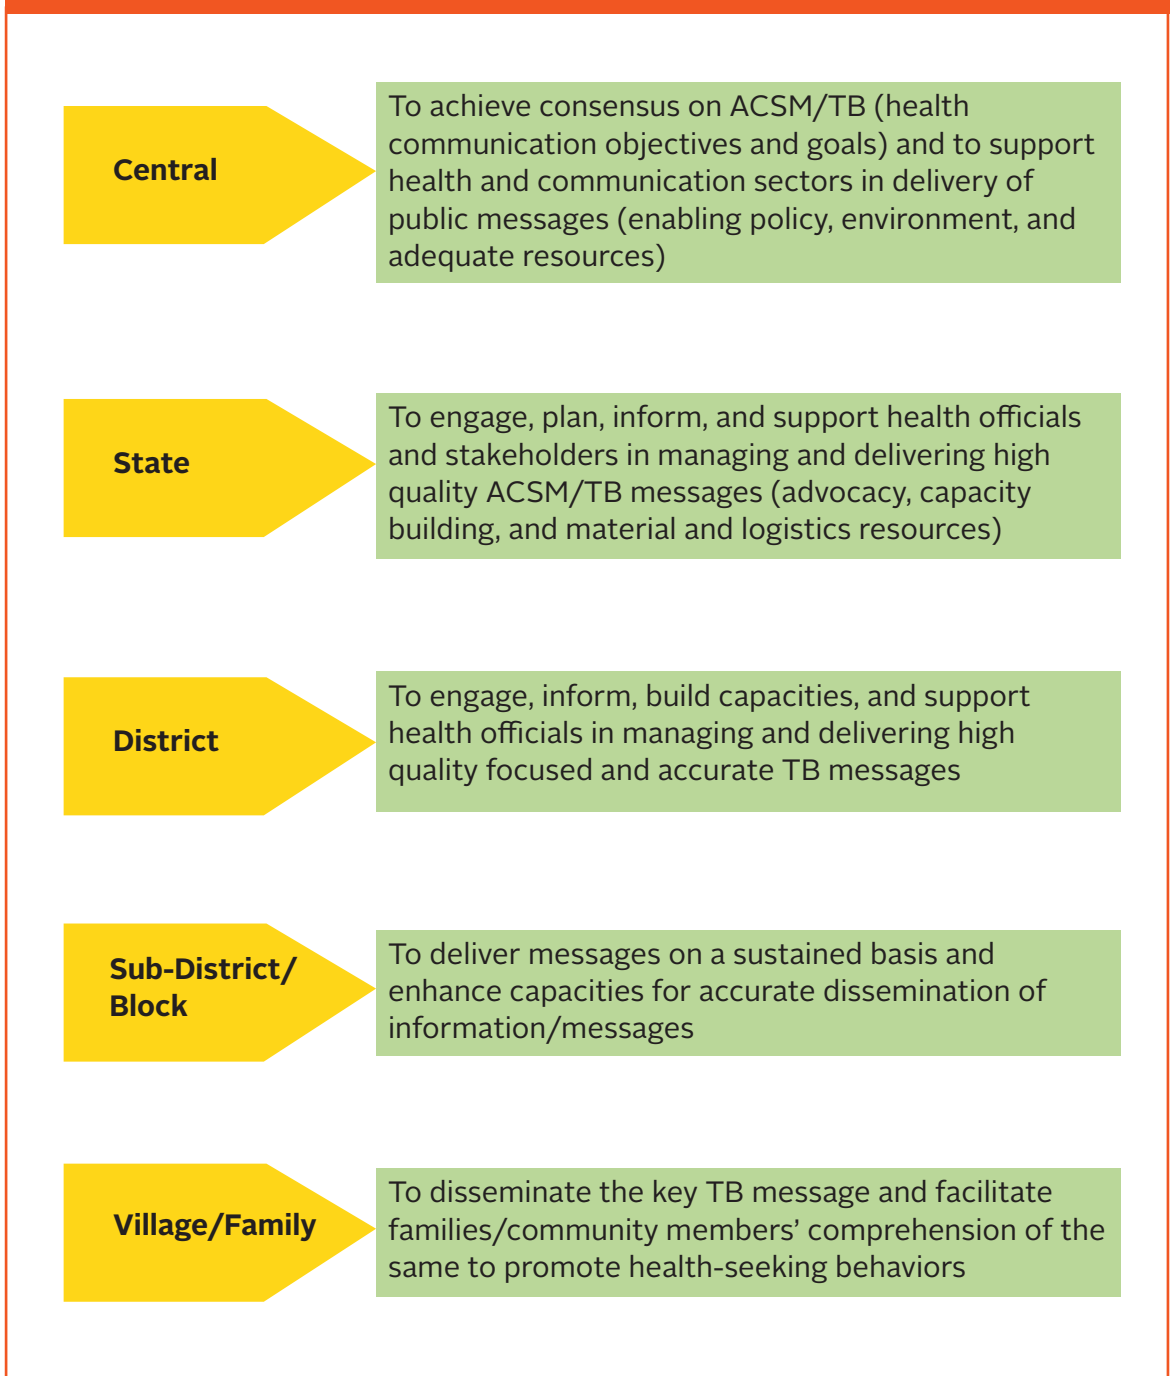 Central
To achieve consensus on ACSM/TB (health
communication objectives and goals) and to support
health and communication sectors in delivery of
public messages (enabling policy, environment, and
adequate resources)
State
To engage, plan, inform, and support health officials
and stakeholders in managing and delivering high
quality ACSM/TB messages (advocacy, capacity
building, and material and logistics resources)
District
To engage, inform, build capacities, and support
health officials in managing and delivering high
quality focused and accurate TB messages
Sub-District/
Block
To deliver messages on a sustained basis and
enhance capacities for accurate dissemination of
information/messages
Village/Family
To disseminate the key TB message and facilitate
families/community members’ comprehension of the
same to promote health-seeking behaviors